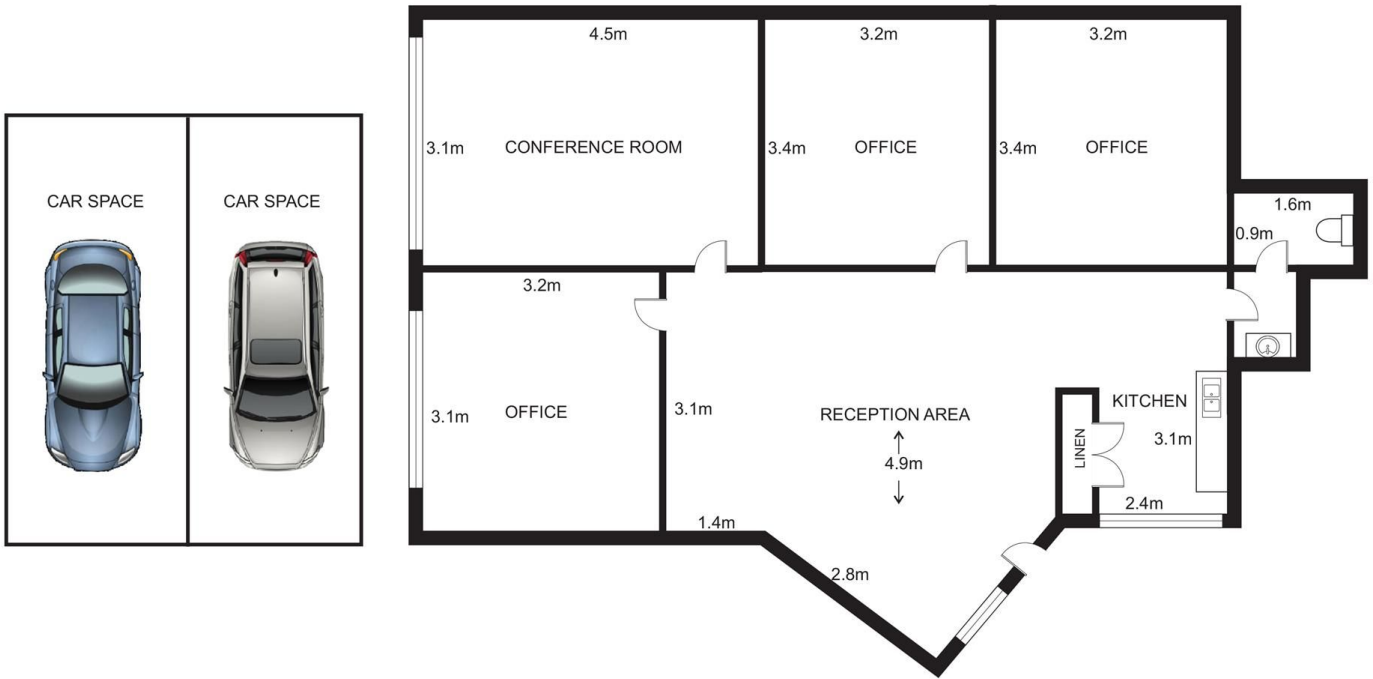 4.5m
3.2m
3.2m
3.1m
CONFERENCE ROOM
3.4m
OFFICE
3.4m
OFFICE
CAR SPACE
CAR SPACE
1.6m
0.9m
3.2m
3.1m
OFFICE
3.1m
RECEPTION AREA
4.9m
LINEN
KITCHEN
3.1m
2.4m
1.4m
2.8m